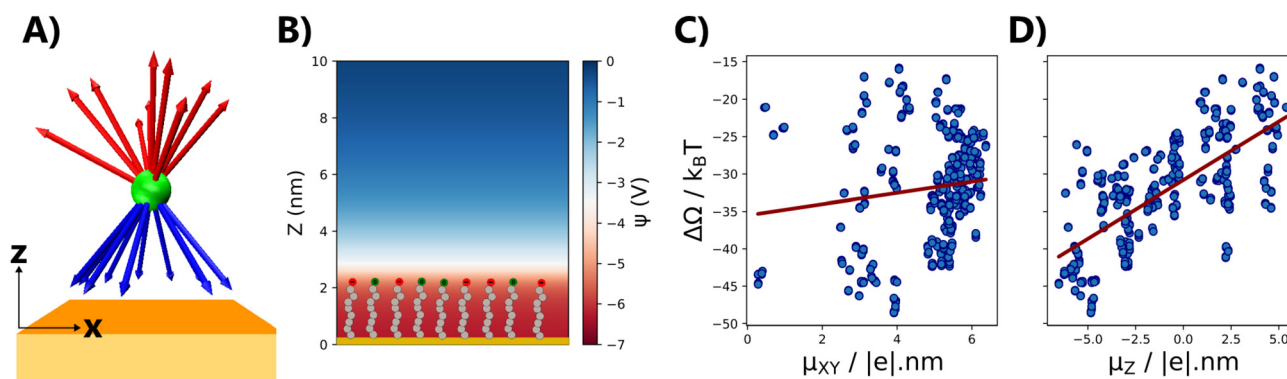 A)
z
x
B)
Z (nm)
10
8
6
4
2
0
0
−1
−2
−3
−4
−5
−6
−7
ψ (V)
C)
ΔΩ / k_BT
−15
−20
−25
−30
−35
−40
−45
−50
2
4
6
μ_XY / |e|.nm
D)
−5.0
−2.5
0.0
2.5
5.0
μ_Z / |e|.nm